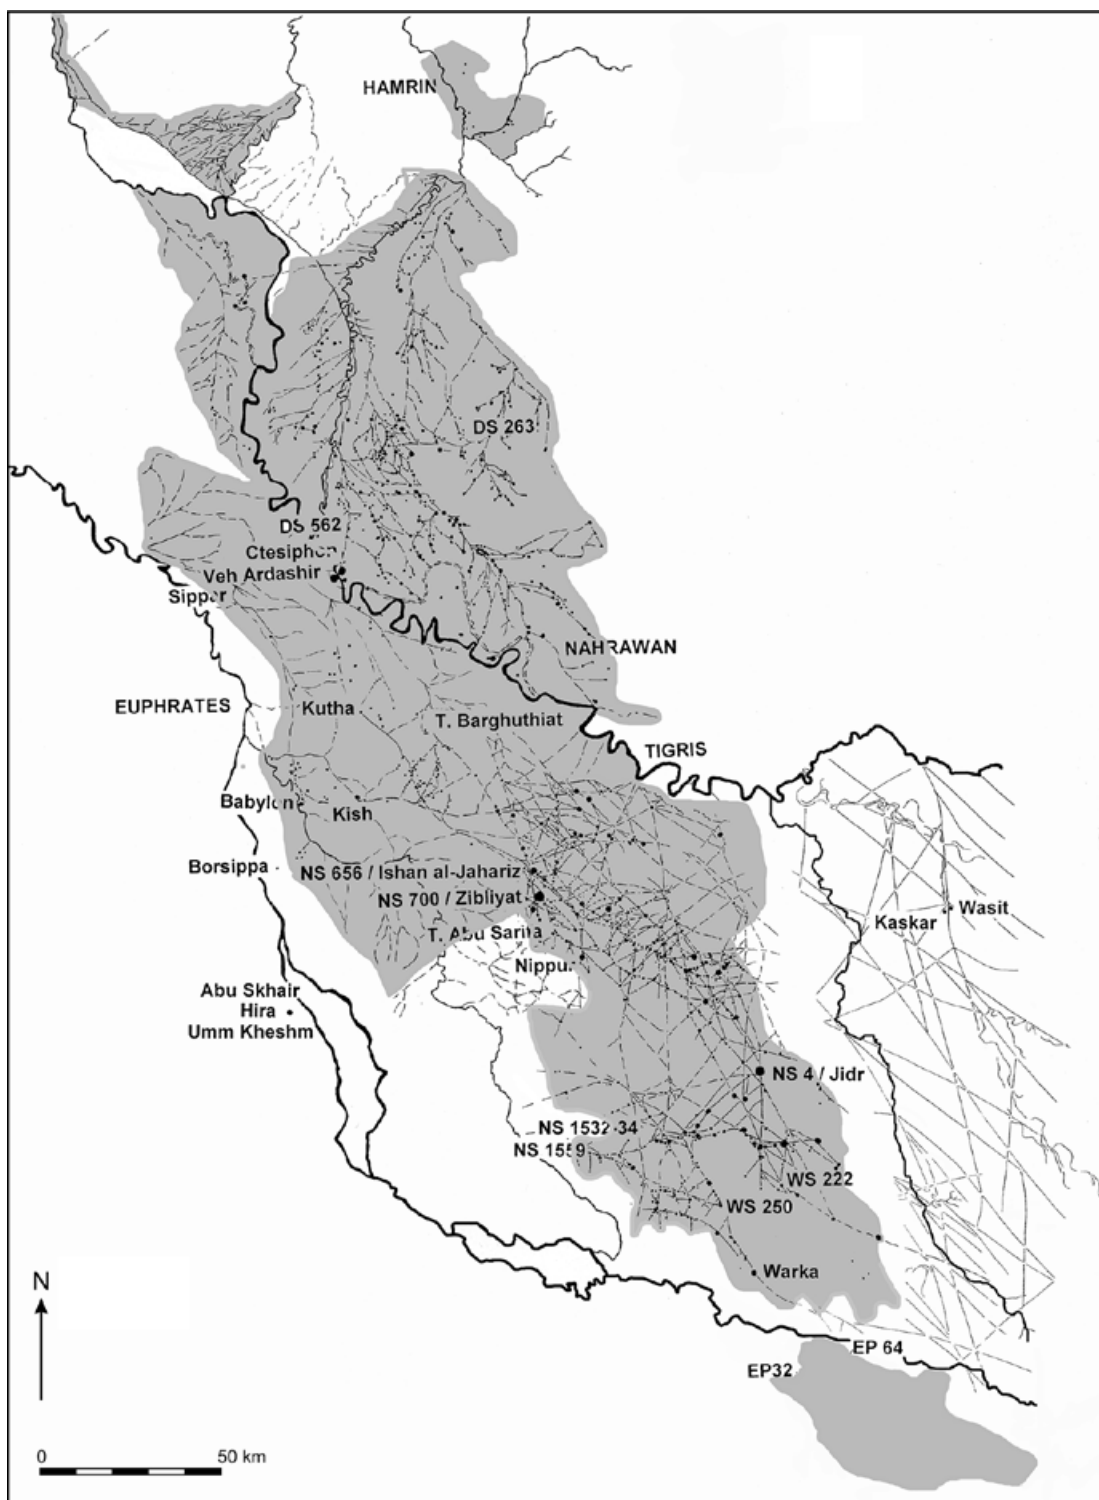 HAMRIN
DS 263
DS 562
Ctesiphon
Veh Ardashir
Sippar
NAHRAWAN
EUPHRATES
Kutha
T. Barghuthiat
TIGRIS
Babylon
Kish
Borsippa
NS 656 / Ishan al-Jahariz
NS 700 / Zibliyat
Wasit
Kaskar
T. Abu Sarifa
Nippur
Abu Skhair
Hira
Umm Kheshm
NS 4 / Jidr
NS 1532-34
NS 1559
WS 222
WS 250
Warka
N
EP 64
EP32
0 50 km